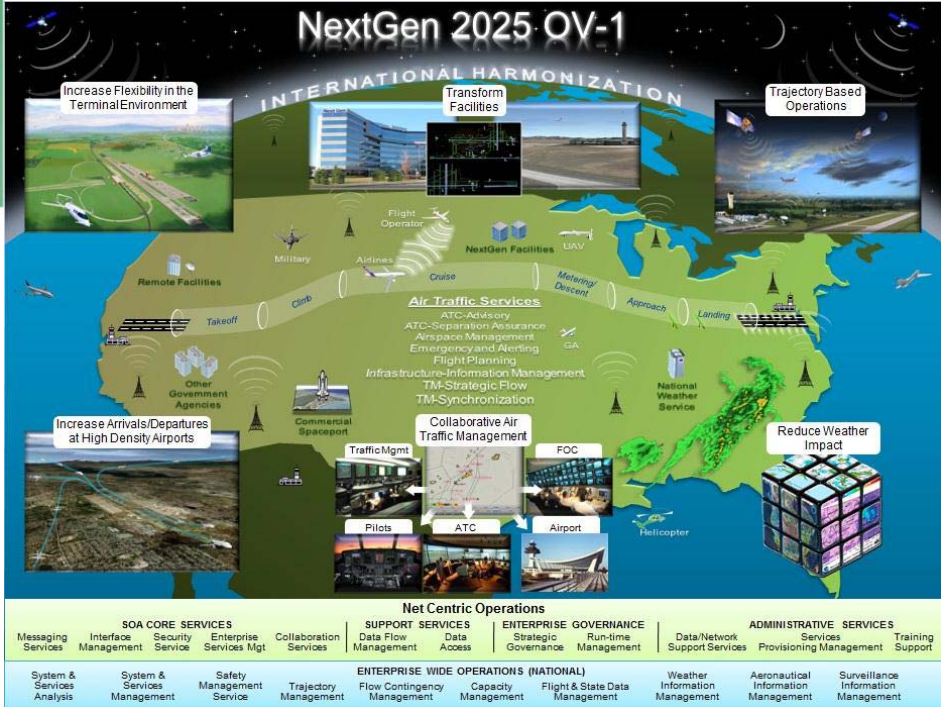 NextGen 2025 OV-1
INTERNATIONAL HARMONIZATION
Increase Flexibility in the
Terminal Environment
Transform
Facilities
Trajectory Based
Operations
Flight
Operator
Military
Airlines
NextGen Facilities
UAV
Remote Facilities
Takeoff
Climb
Cruise
Metering/
Descent
Approach
Landing
Air Traffic Services
ATC-Advisory
ATC-Separation Assurance
Airspace Management
Emergency and Alerting
Flight Planning
Infrastructure-Information Management
TM-Strategic Flow
TM-Synchronization
GA
Other
Government
Agencies
Commercial
Spaceport
National
Weather
Service
Increase Arrivals/Departures
at High Density Airports
Collaborative Air
Traffic Management
Reduce Weather
Impact
Traffic Mgmt
FOC
Pilots
ATC
Airport
Helicopter
Net Centric Operations
SOA CORE SERVICES
Messaging
Services
Interface
Management
Security
Service
Enterprise
Services Mgt
Collaboration
Services
SUPPORT SERVICES
Data Flow
Management
Data
Access
ENTERPRISE GOVERNANCE
Strategic
Governance
Run-time
Management
ADMINISTRATIVE SERVICES
Data/Network
Support Services
Services
Provisioning Management
Training
Support
ENTERPRISE WIDE OPERATIONS (NATIONAL)
System &
Services
Analysis
System &
Services
Management
Safety
Management
Service
Trajectory
Management
Flow Contingency
Management
Capacity
Management
Flight & State Data
Management
Weather
Information
Management
Aeronautical
Information
Management
Surveillance
Information
Management